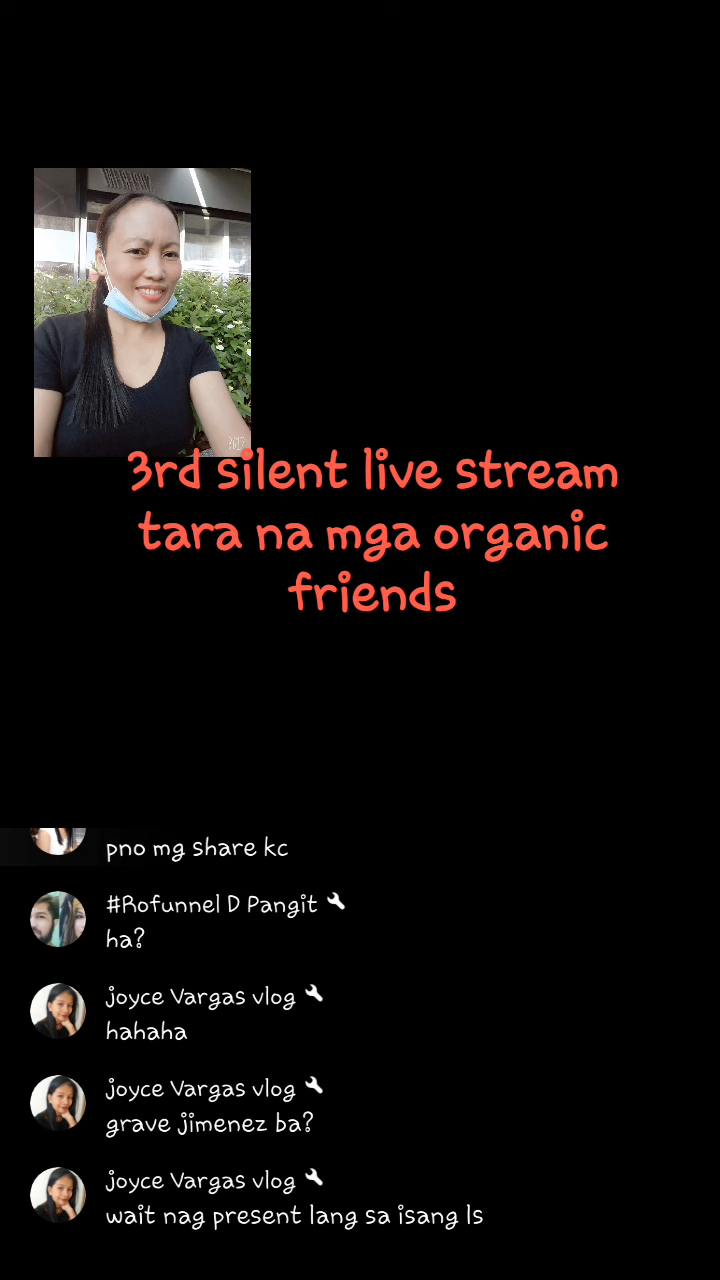 3rd silent live stream
tara na mga organic
friends
pno mg share kc
#Rofunnel D Pangit
ha?
joyce Vargas vlog
hahaha
joyce Vargas vlog
grave jimenez ba?
joyce Vargas vlog
wait nag present lang sa isang ls